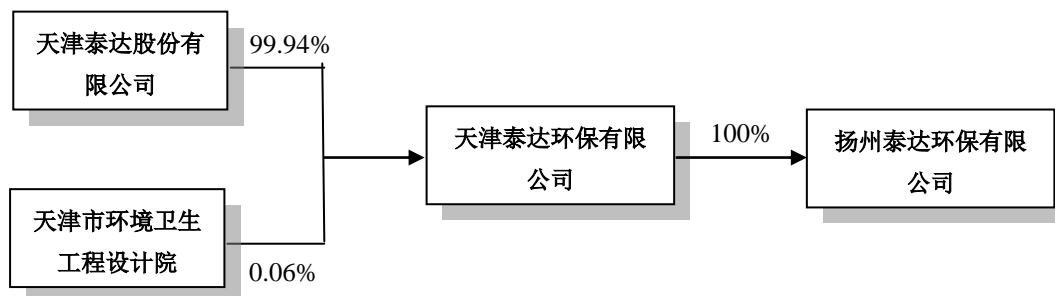 天津泰达股份有
限公司
99.94%
天津市环境卫生
工程设计院
0.06%
天津泰达环保有限
公司
100%
扬州泰达环保有限
公司